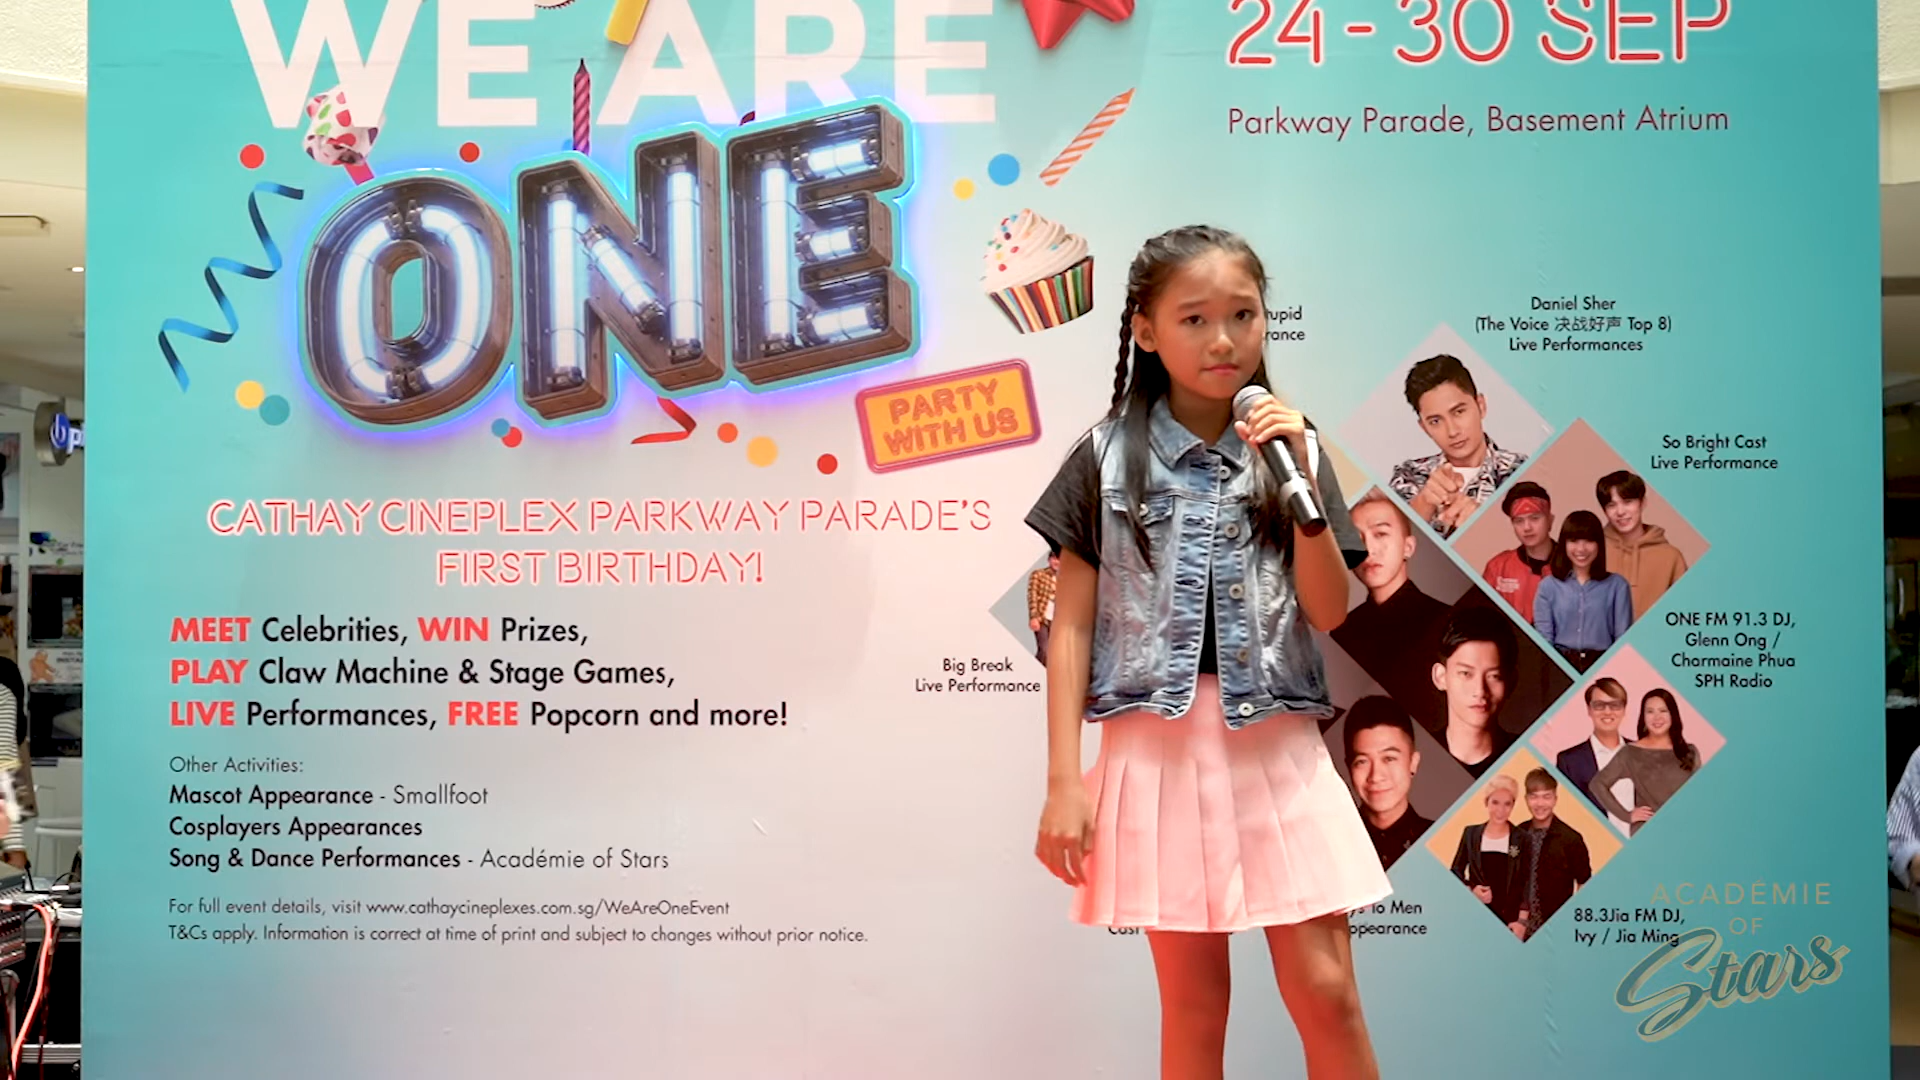 WE ARE
ONE
PARTY
WITH US
CATHAY CINEPLEX PARKWAY PARADE'S
FIRST BIRTHDAY!
MEET Celebrities, WIN Prizes,
PLAY Claw Machine & Stage Games,
LIVE Performances, FREE Popcorn and more!
Other Activities:
Mascot Appearance - Smallfoot
Cosplayers Appearances
Song & Dance Performances - Académie of Stars
For full event details, visit www.cathaycineplexes.com.sg/WeAreOneEvent
T&Cs apply. Information is correct at time of print and subject to changes without prior notice.
24-30 SEP
Parkway Parade, Basement Atrium
Daniel Sher
(The Voice 决战好声 Top 8)
Live Performances
So Bright Cast
Live Performance
ONE FM 91.3 DJ,
Glenn Ong /
Charmaine Phua
SPH Radio
Big Break
Live Performance
To Men
88.3Jia FM DJ,
Ivy / Jia Ming
ACADÉMIE
OF
Stars